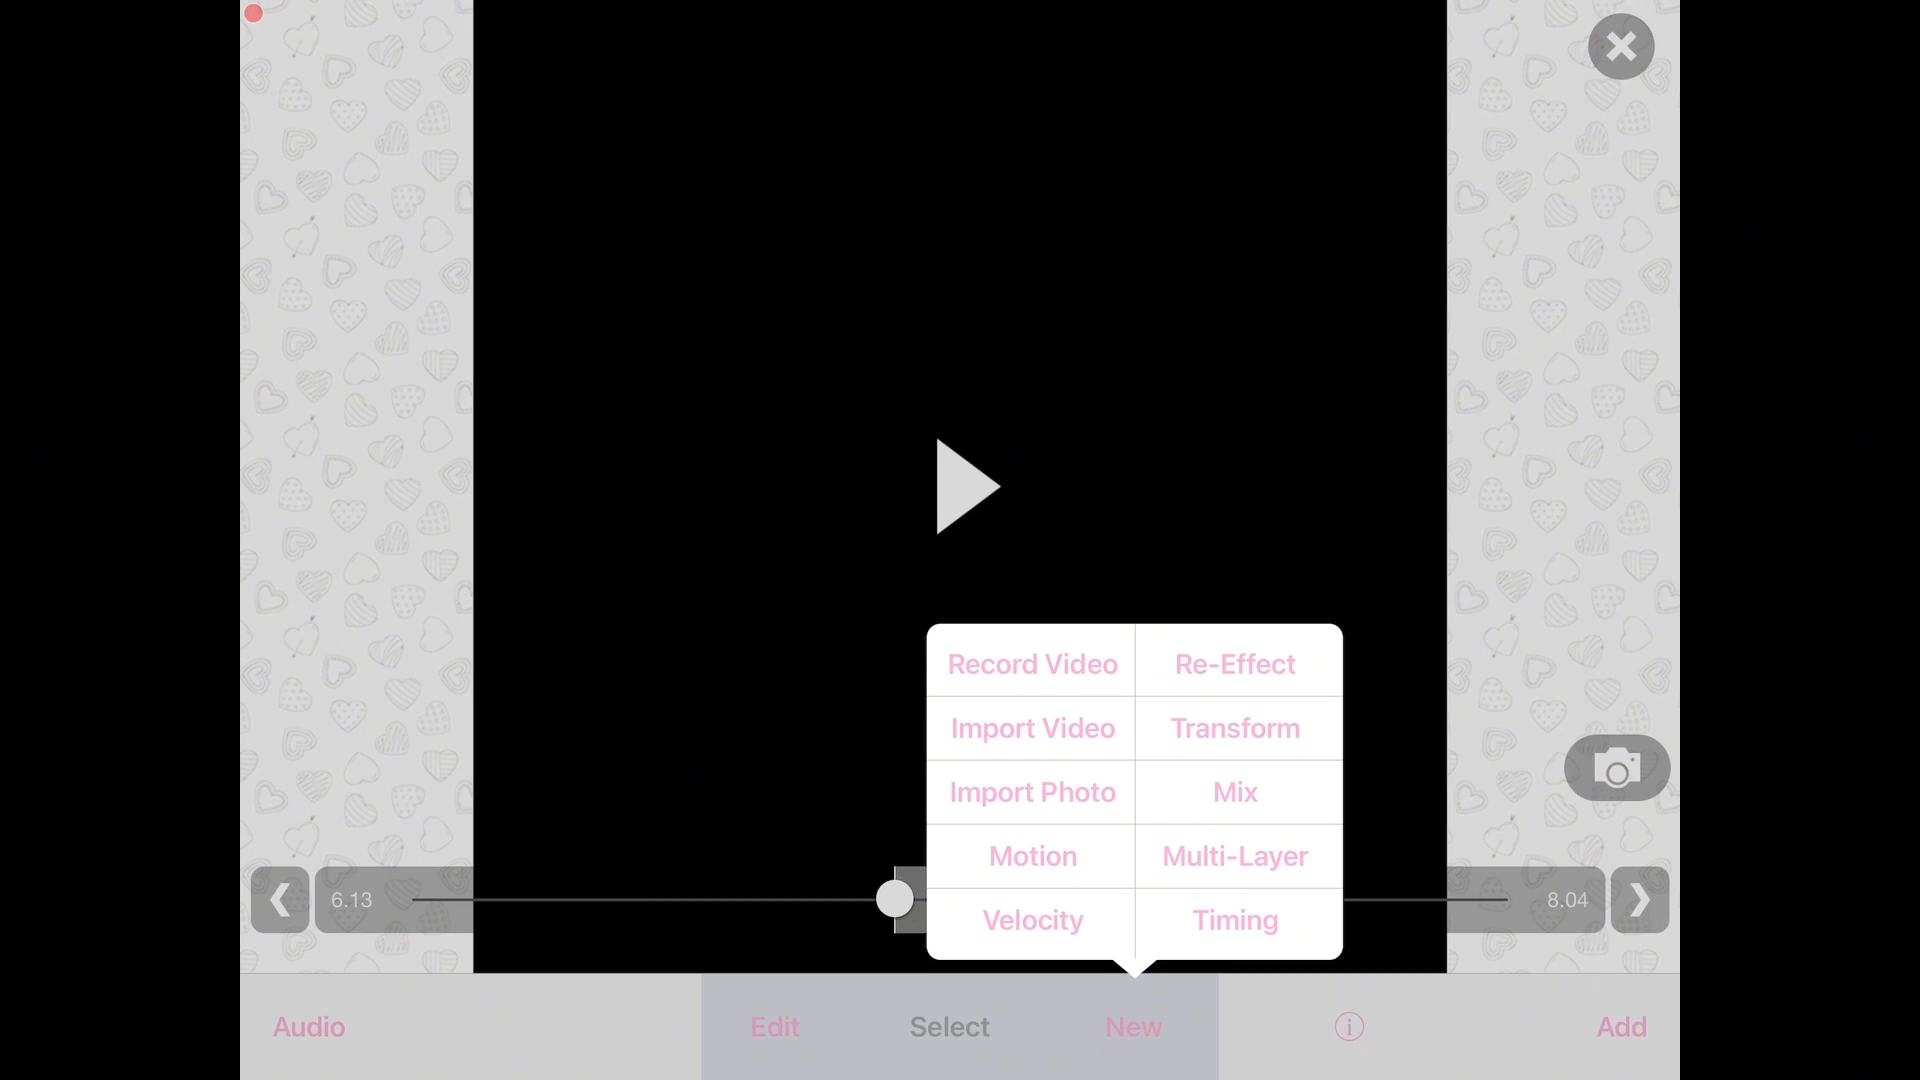 Record Video Re-Effect
Import Video Transform
Import Photo Mix
Motion Multi-Layer
Velocity Timing
6.13 8.04
Audio Edit Select New i Add